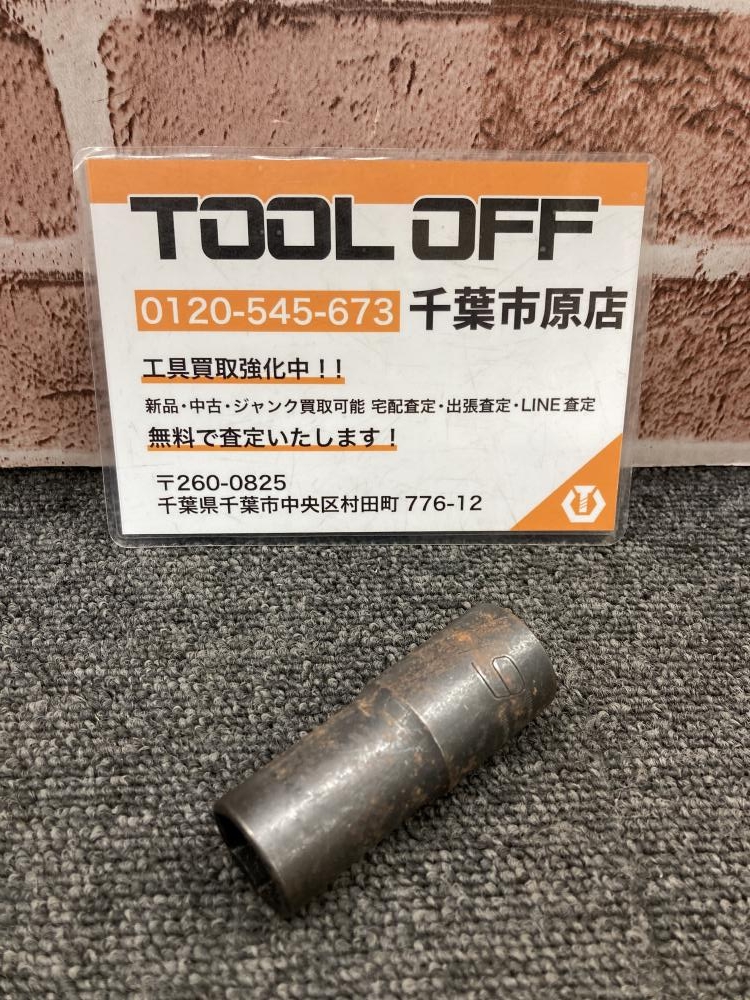 TOOL OFF
0120-545-673 千葉市原店
工具買取強化中！！
新品・中古・ジャンク買取可能 宅配査定・出張査定・LINE査定
無料で査定いたします！
〒260-0825
千葉県千葉市中央区村田町 776-12